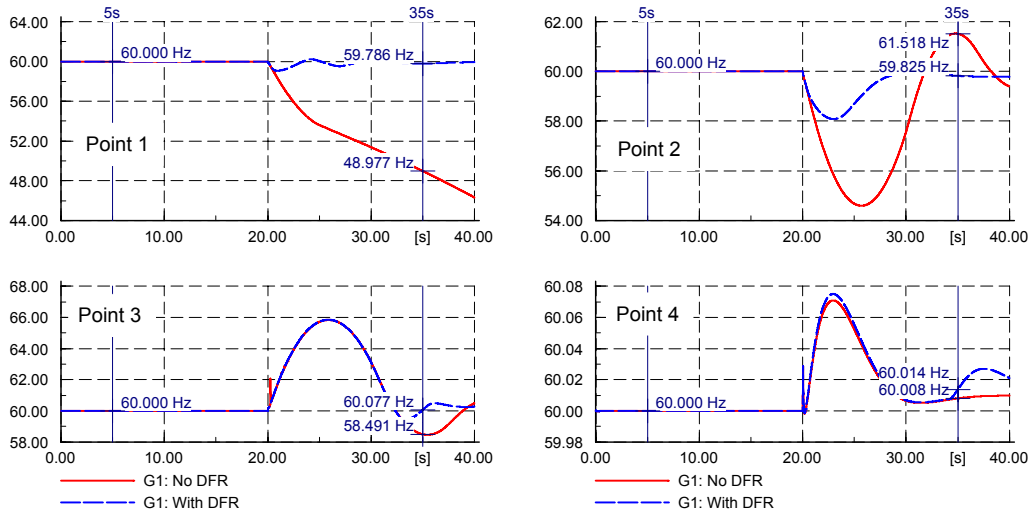 5s 35s
60.00
60.000 Hz 59.786 Hz
56.00
52.00
Point 1
48.977 Hz
48.00
44.00
0.00 10.00 20.00 30.00 [s] 40.00
5s 35s
62.00
61.518 Hz
60.000 Hz 59.825 Hz
60.00
58.00
Point 2
56.00
54.00
0.00 10.00 20.00 30.00 [s] 40.00
68.00
Point 3
66.00
64.00
62.00
60.000 Hz 60.077 Hz
60.00
58.491 Hz
58.00
0.00 10.00 20.00 30.00 [s] 40.00
G1: No DFR
G1: With DFR
60.08
Point 4
60.06
60.04
60.014 Hz
60.02
60.008 Hz
60.000 Hz
60.00
59.98
0.00 10.00 20.00 30.00 [s] 40.00
G1: No DFR
G1: With DFR